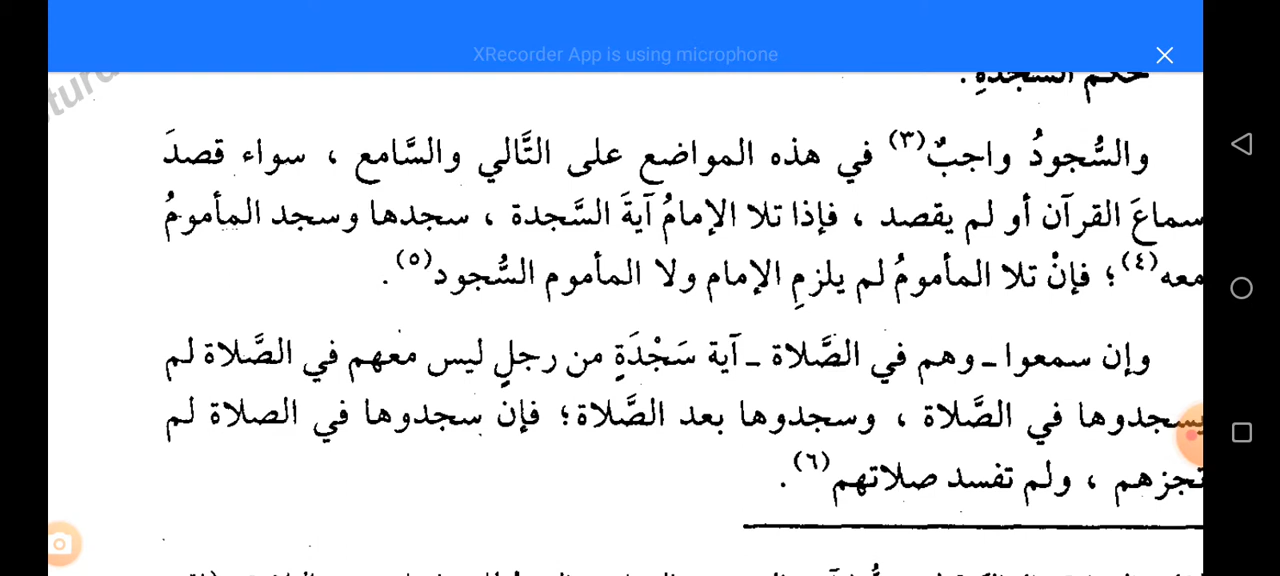 XRecorder App is using microphone
حكم السَّجدةِ.
والسُّجودُ واجبٌ(٣) في هذه المواضع على التَّالي والسَّامع ، سواء قصدَ
سماعَ القرآن أو لم يقصد ، فإذا تلا الإمامُ آيةَ السَّجدة ، سجدها وسجد المأمومُ
معه(٤)؛ فإنْ تلا المأمومُ لم يلزمِ الإمام ولا المأموم السُّجود(٥).
وإن سمعوا ـ وهم في الصَّلاة ـ آية سَجْدَةٍ من رجلٍ ليس معهم في الصَّلاة لم
يسجدوها في الصَّلاة ، وسجدوها بعد الصَّلاة؛ فإن سجدوها في الصلاة لم
تجزهم ، ولم تفسد صلاتهم(٦).